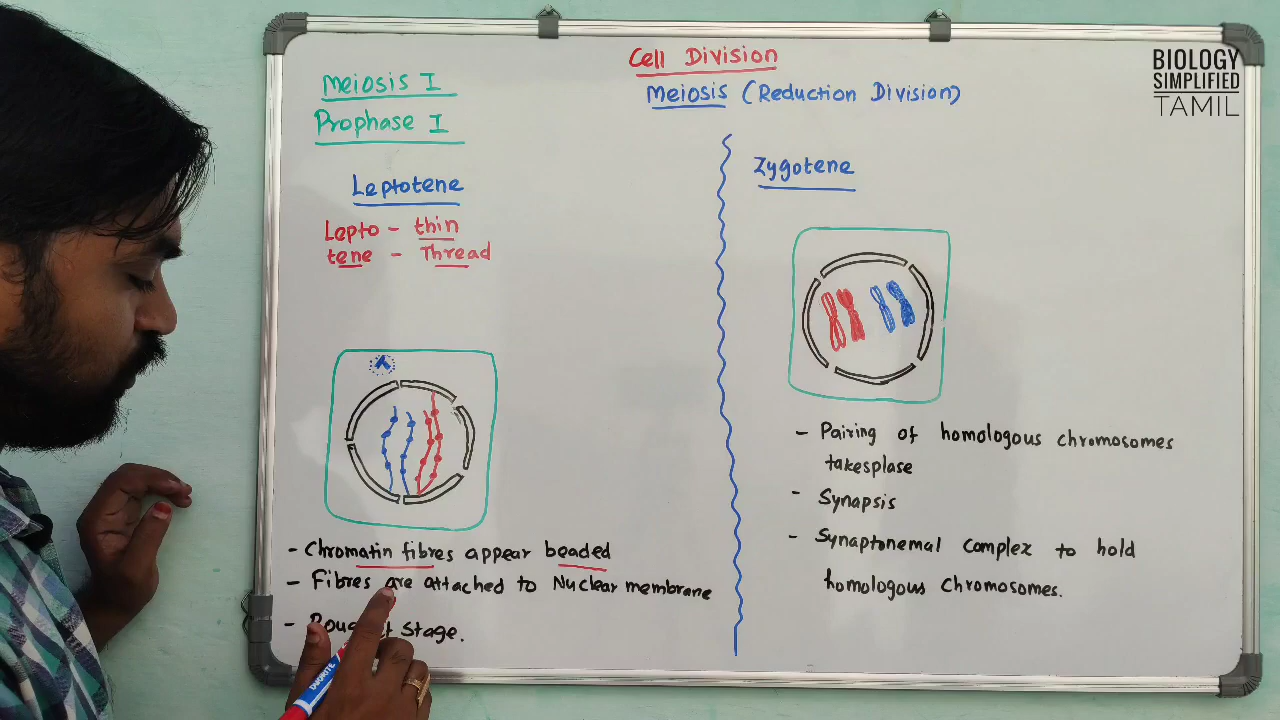 Cell Division
Meiosis (Reduction Division)
BIOLOGY
SIMPLIFIED
TAMIL
Meiosis I
Prophase I
Leptotene
Lepto - thin
tene - Thread
- Chromatin fibres appear beaded
- Fibres are attached to Nuclear membrane
- Stage.
Zygotene
- Pairing of homologous chromosomes
takesplase
- Synapsis
- Synaptonemal Complex to hold
homologous Chromosomes.